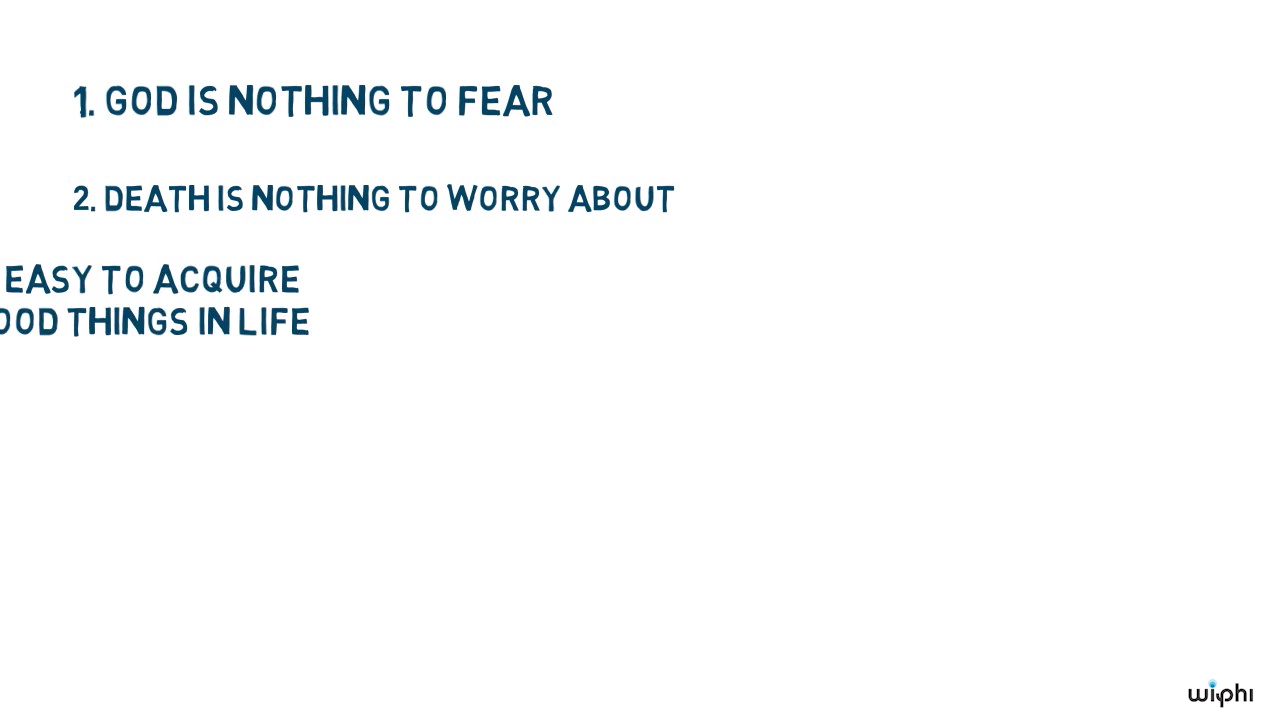 1. GOD IS NOTHING TO FEAR
2. DEATH IS NOTHING TO WORRY ABOUT
EASY TO ACQUIRE
THINGS IN LIFE
wiphi